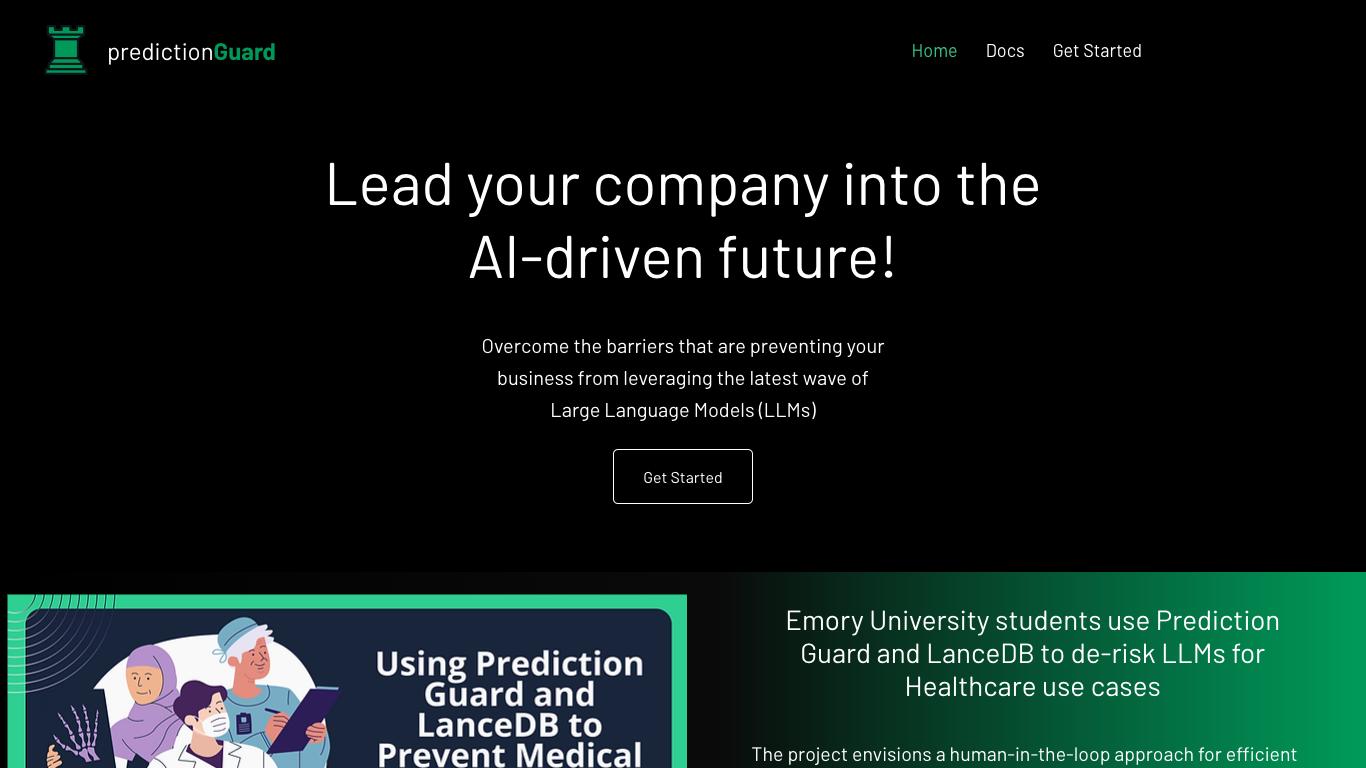 predictionGuard
Home
Docs
Get Started
Lead your company into the
AI-driven future!
Overcome the barriers that are preventing your
business from leveraging the latest wave of
Large Language Models (LLMs)
Get Started
Using Prediction
Guard and
LanceDB to
Prevent Medical
Emory University students use Prediction
Guard and LanceDB to de-risk LLMs for
Healthcare use cases
The project envisions a human-in-the-loop approach for efficient